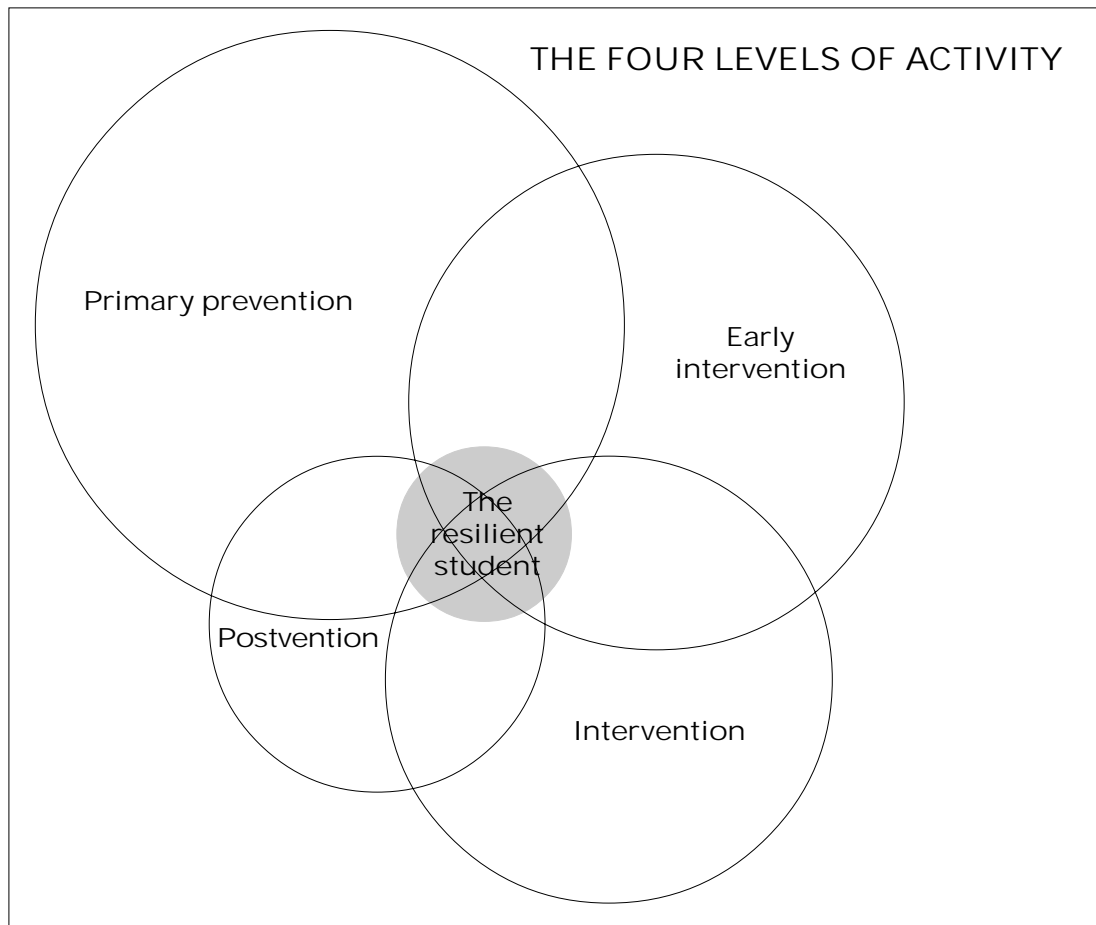 THE FOUR LEVELS OF ACTIVITY
Primary prevention
Early
intervention
The
resilient
student
Postvention
Intervention